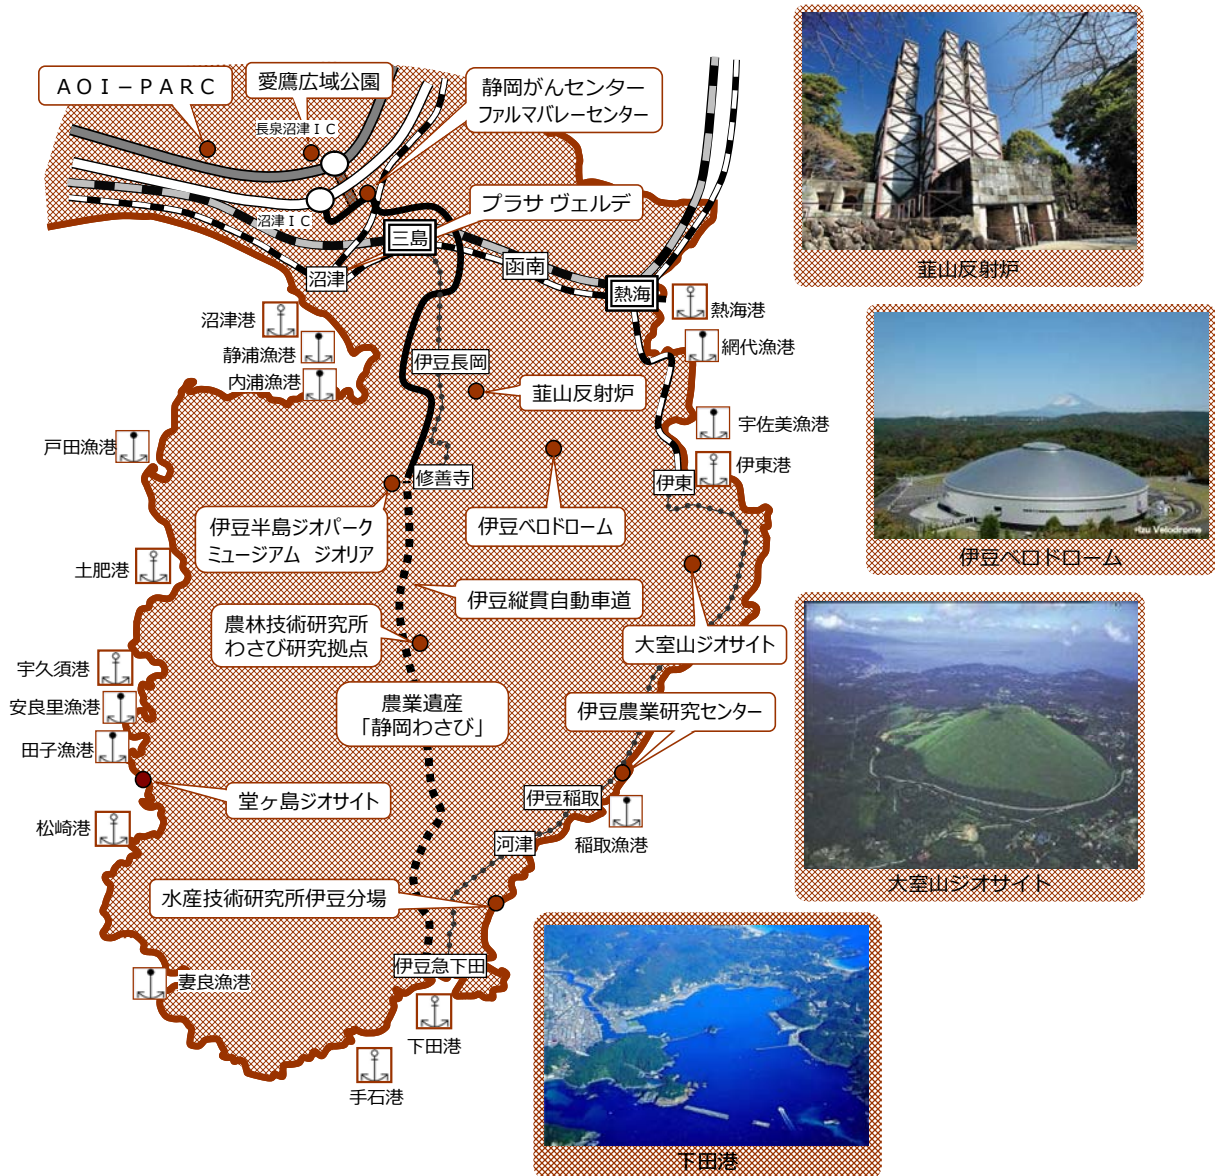 AOI－PARC
愛鷹広域公園
静岡がんセンター
ファルマバレーセンター
長泉沼津ＩＣ
沼津ＩＣ
プラサ ヴェルデ
三島
沼津
函南
熱海
熱海港
沼津港
静浦漁港
内浦漁港
網代漁港
伊豆長岡
韮山反射炉
宇佐美漁港
戸田漁港
伊東港
修善寺
伊東
伊豆半島ジオパーク
ミュージアム　ジオリア
伊豆ベロドローム
土肥港
伊豆縦貫自動車道
農林技術研究所
わさび研究拠点
大室山ジオサイト
宇久須港
安良里漁港
農業遺産
「静岡わさび」
伊豆農業研究センター
田子漁港
堂ヶ島ジオサイト
伊豆稲取
松崎港
河津
稲取漁港
水産技術研究所伊豆分場
伊豆急下田
妻良漁港
下田港
手石港
韮山反射炉
©Izu Velodrome
伊豆ベロドローム
大室山ジオサイト
下田港